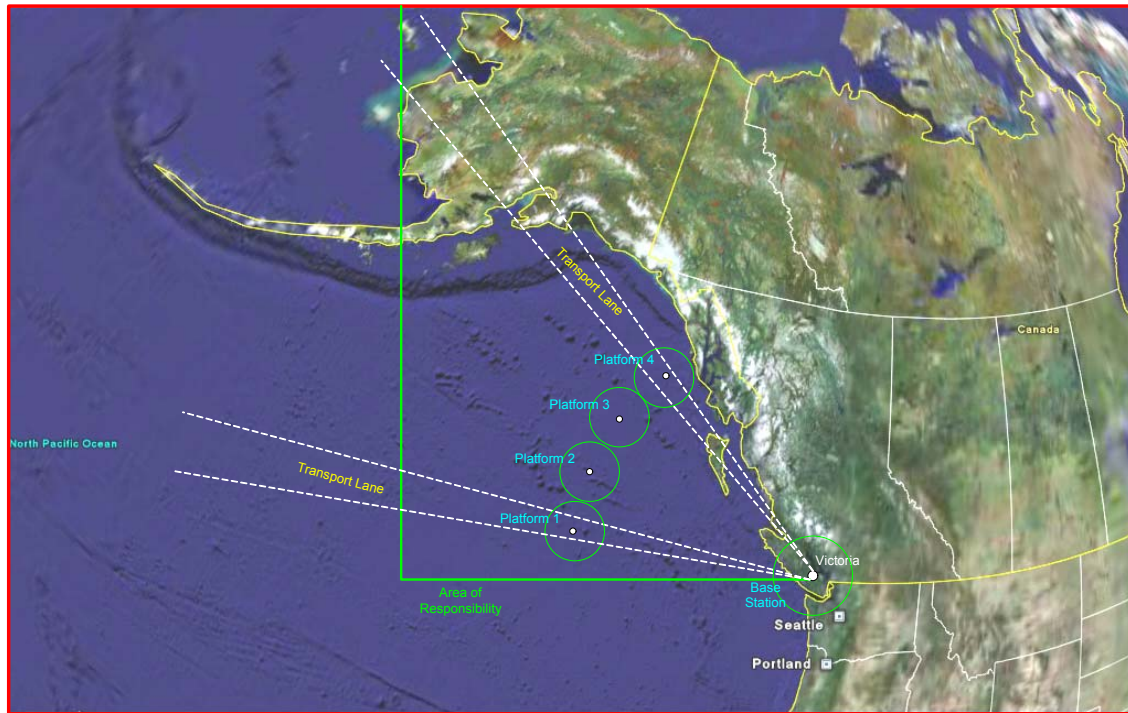 Transport Lane
Canada
Platform 4
Platform 3
North Pacific Ocean
Platform 2
Transport Lane
Platform 1
Victoria
Base
Station
Area of
Responsibility
Seattle
Portland